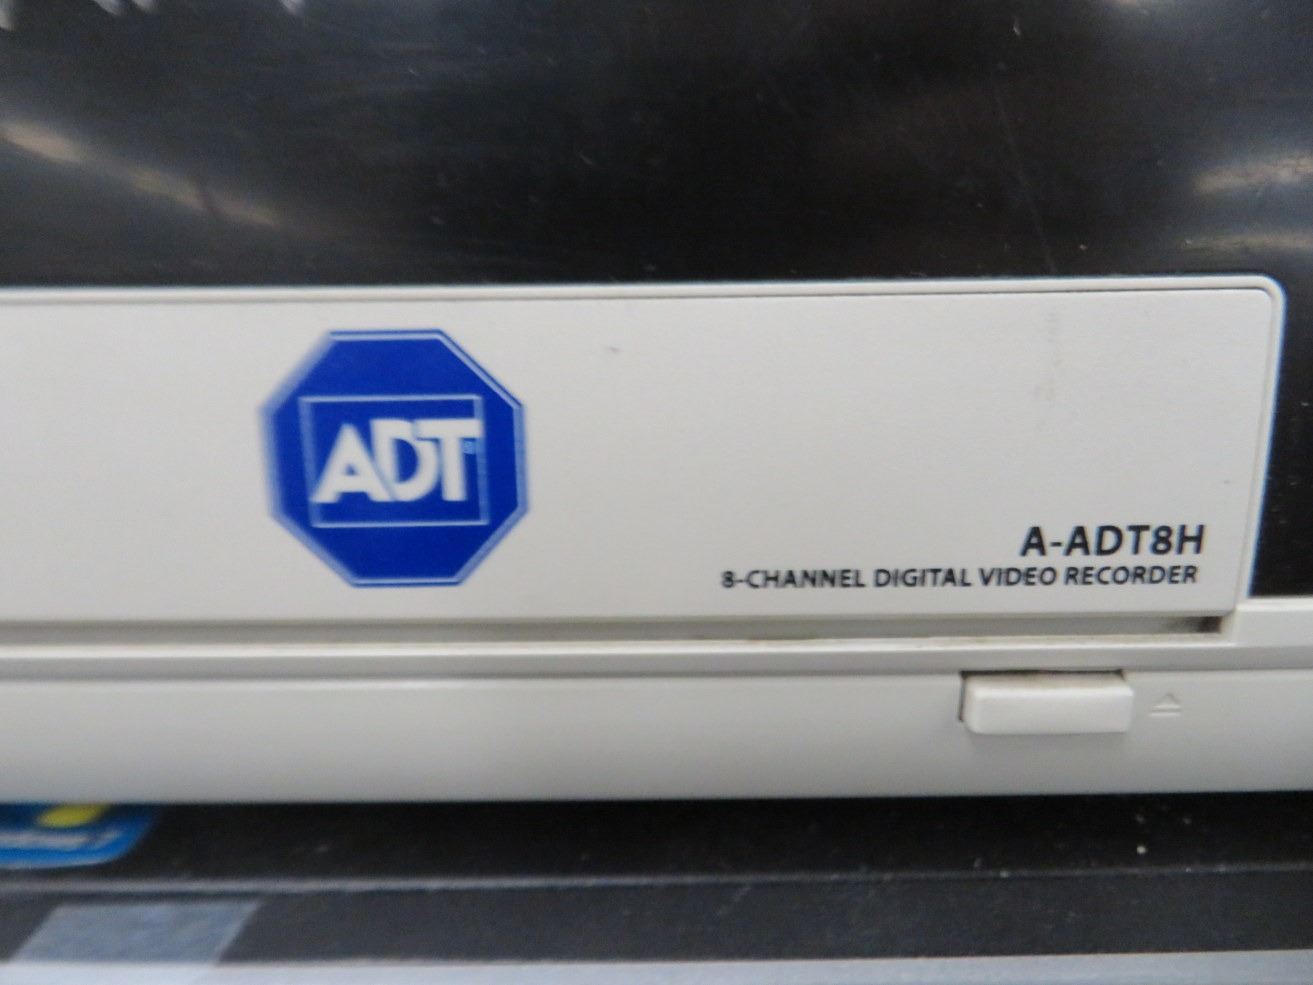 ADT
A-ADT8H
8-CHANNEL DIGITAL VIDEO RECORDER